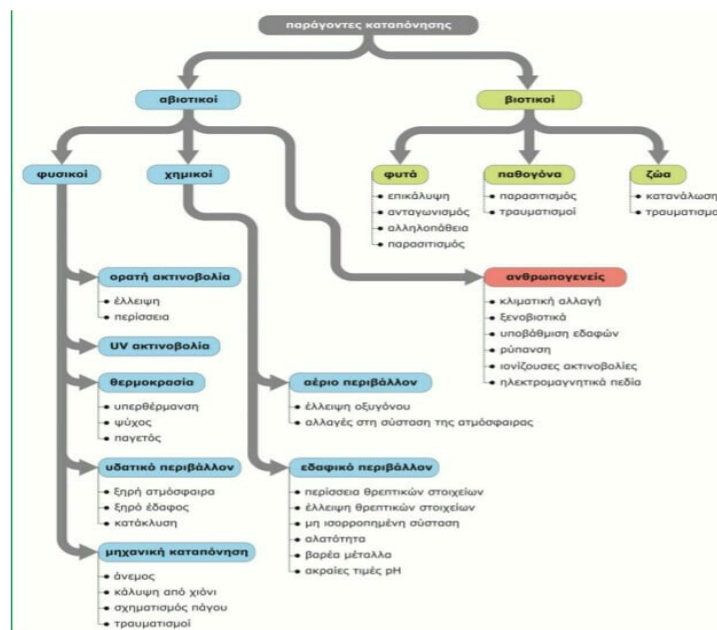 παράγοντες καταπόνησης
αβιοτικοί
βιοτικοί
φυσικοί
χημικοί
φυτά
• επικάλυψη
• ανταγωνισμός
• αλληλοπάθεια
• παρασιτισμός
παθογόνα
• παρασιτισμός
• τραυματισμοί
ζώα
• κατανάλωση
• τραυματισμο
ορατή ακτινοβολία
• έλλειψη
• περίσσεια
UV ακτινοβολία
θερμοκρασία
• υπερθέρμανση
• ψύχος
• παγετός
υδατικό περιβάλλον
• ξηρή ατμόσφαιρα
• ξηρό έδαφος
• κατάκλυση
μηχανική καταπόνηση
• άνεμος
• κάλυψη από χιόνι
• σχηματισμός πάγου
• τραυματισμοί
αέριο περιβάλλον
• έλλειψη οξυγόνου
• αλλαγές στη σύσταση της ατμόσφαιρας
εδαφικό περιβάλλον
• περίσσεια θρεπτικών στοιχείων
• έλλειψη θρεπτικών στοιχείων
• μη ισορροπημένη σύσταση
• αλατότητα
• βαρέα μέταλλα
• ακραίες τιμές pH
ανθρωπογενείς
• κλιματική αλλαγή
• ξενοβιοτικά
• υποβάθμιση εδαφών
• ρύπανση
• ιονίζουσες ακτινοβολίες
• ηλεκτρομαγνητικά πεδία